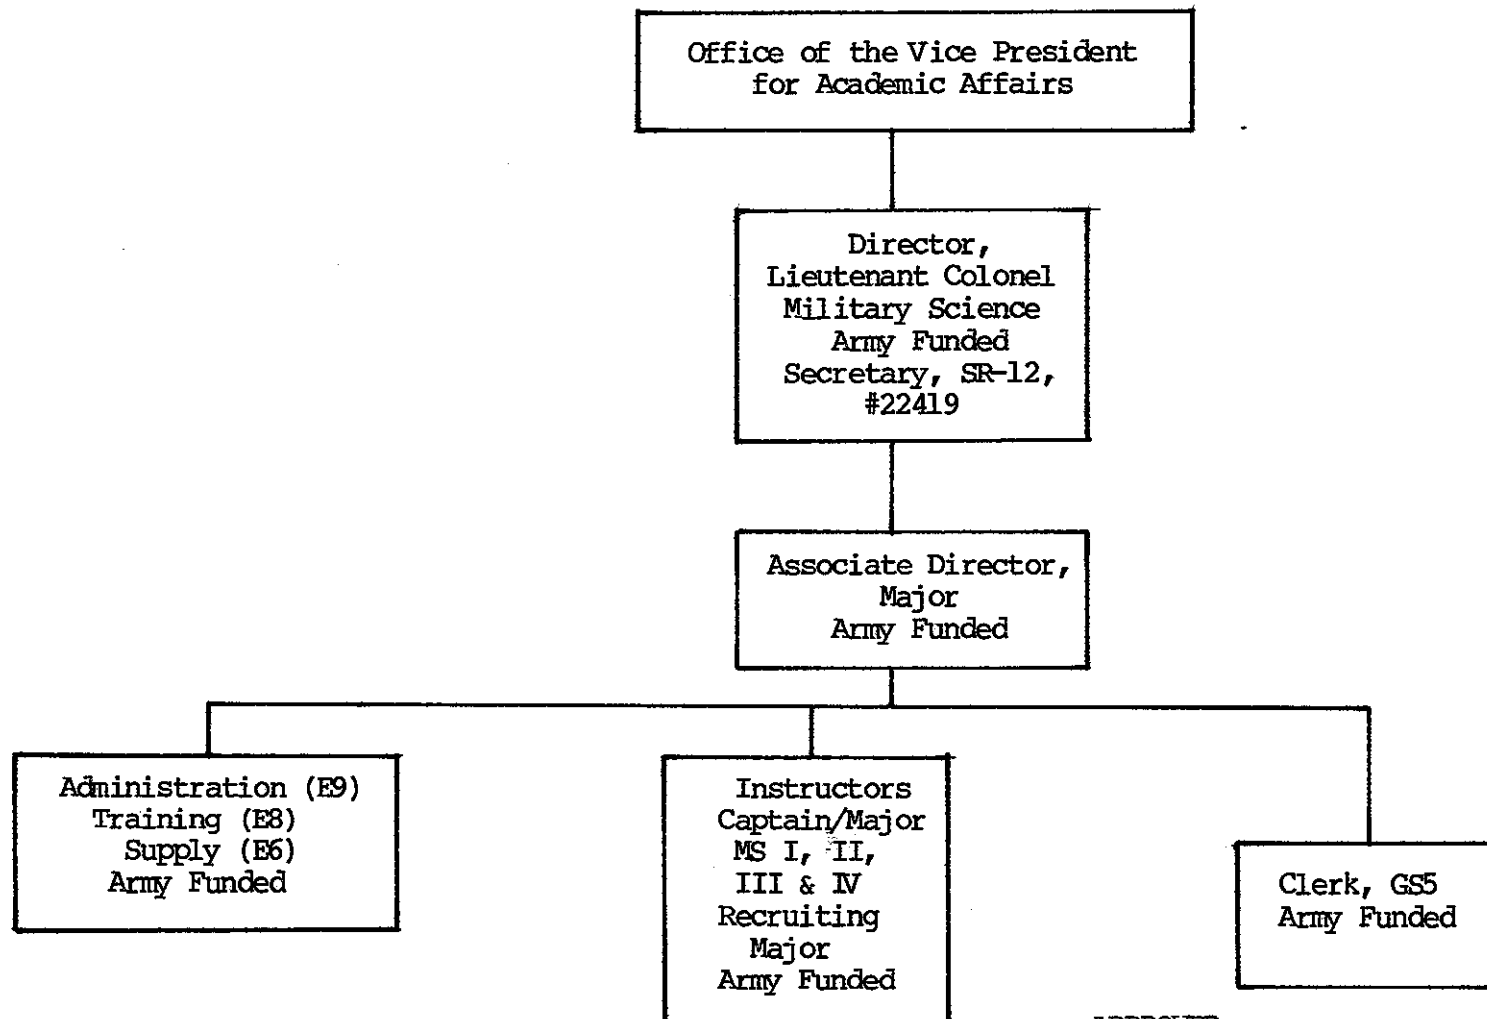 Office of the Vice President
for Academic Affairs
Director,
Lieutenant Colonel
Military Science
Army Funded
Secretary, SR-12,
#22419
Associate Director,
Major
Army Funded
Administration (E9)
Training (E8)
Supply (E6)
Army Funded
Instructors
Captain/Major
MS I, II,
III & IV
Recruiting
Major
Army Funded
Clerk, GS5
Army Funded